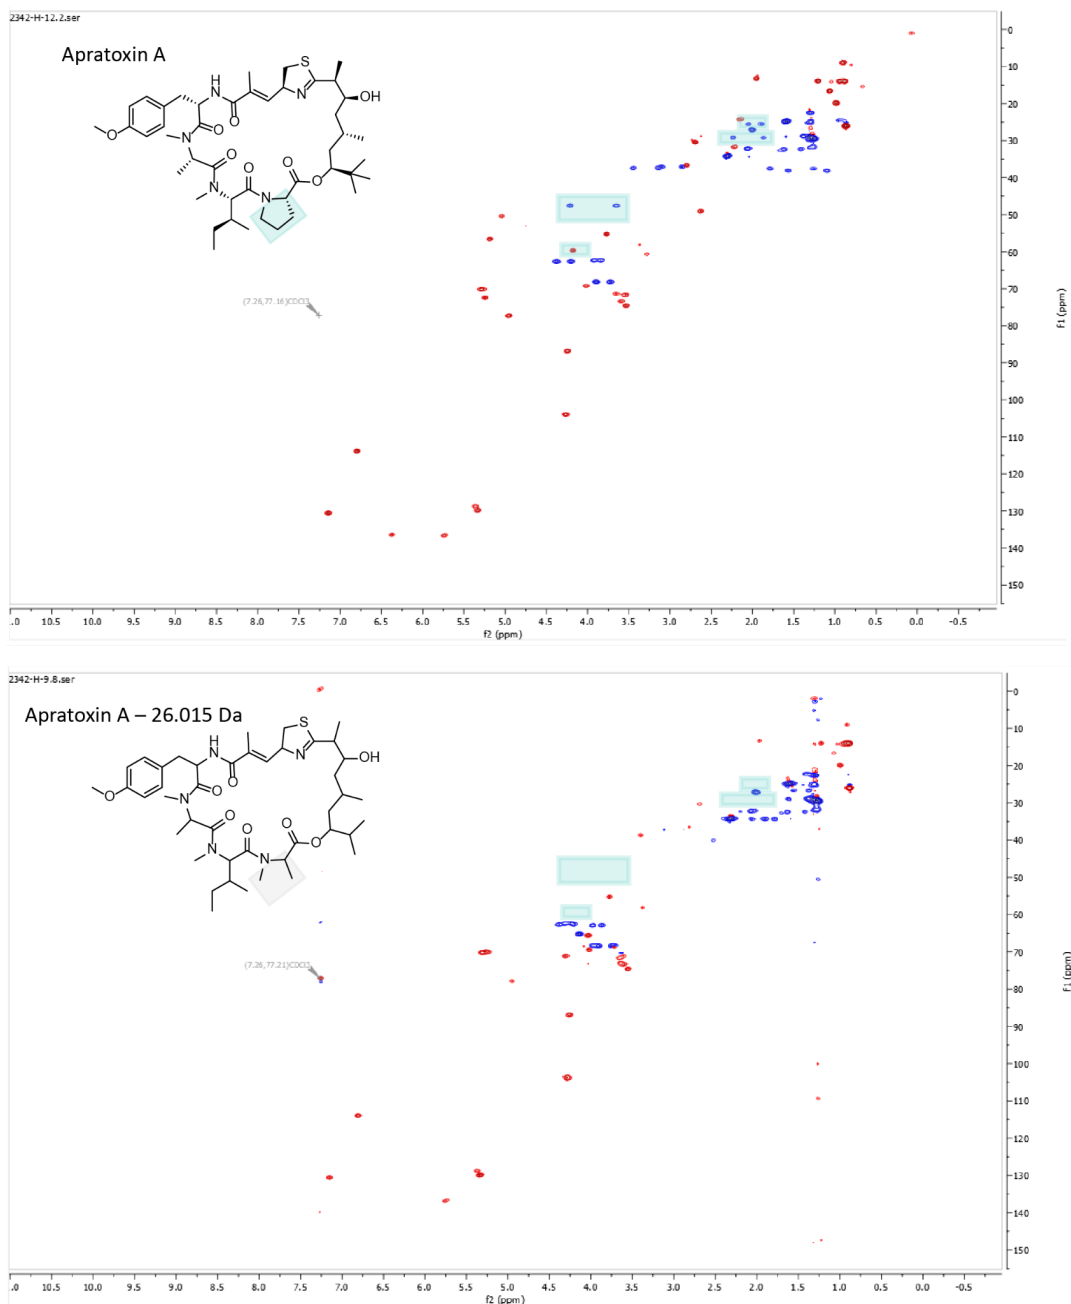 2342-H-12.2.ser
Apratoxin A
S
N
H
N
O
OH
O
O
N
O
N
O
N
O
O
(7.26,77.16)CDCl3
0
10
20
30
40
50
60
70
80
90
100
110
120
130
140
150
f1 (ppm)
.0 10.0 9.5 9.0 8.5 8.0 7.5 7.0 6.5 6.0 5.5 5.0 4.5 4.0 3.5 3.0 2.5 2.0 1.5 1.0 0.5 0.0 -0.5
f2 (ppm)
2342-H-9.8.ser
Apratoxin A – 26.015 Da
S
N
H
N
O
OH
O
O
N
O
N
O
N
O
O
(7.26,77.21)CDCl3
0
10
20
30
40
50
60
70
80
90
100
110
120
130
140
150
f1 (ppm)
.0 10.5 10.0 9.5 9.0 8.5 8.0 7.5 7.0 6.5 6.0 5.5 5.0 4.5 4.0 3.5 3.0 2.5 2.0 1.5 1.0 0.5 0.0 -0.5
f2 (ppm)